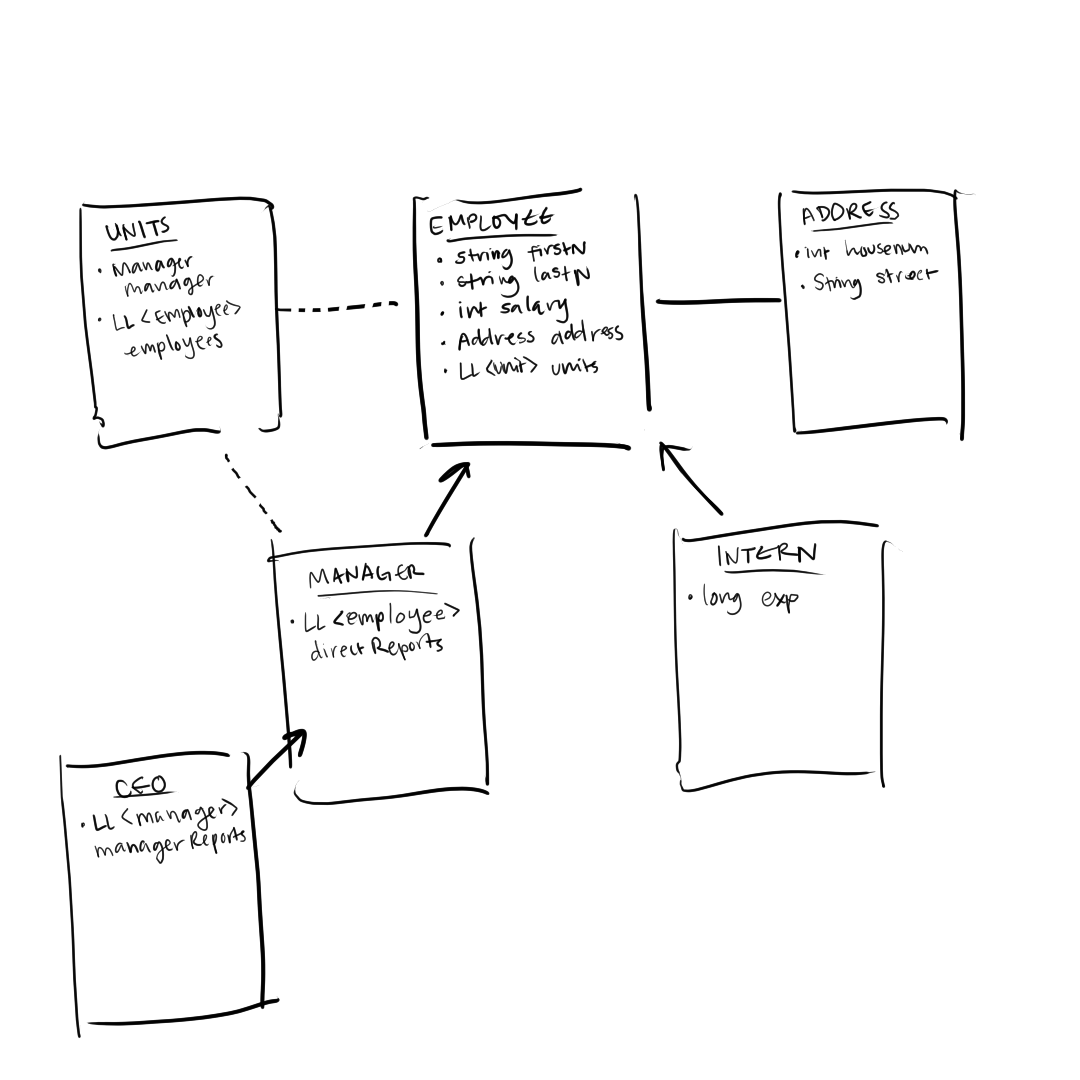 UNITS
• Manager
manager
• LL <Employee>
employees
EMPLOYEE
• string firstN
• string lastN
• int salary
• Address address
• LL <unit> units
ADDRESS
• int housenum
• String street
MANAGER
• LL <employee>
directReports
INTERN
• long exp
CEO
• LL <manager>
managerReports